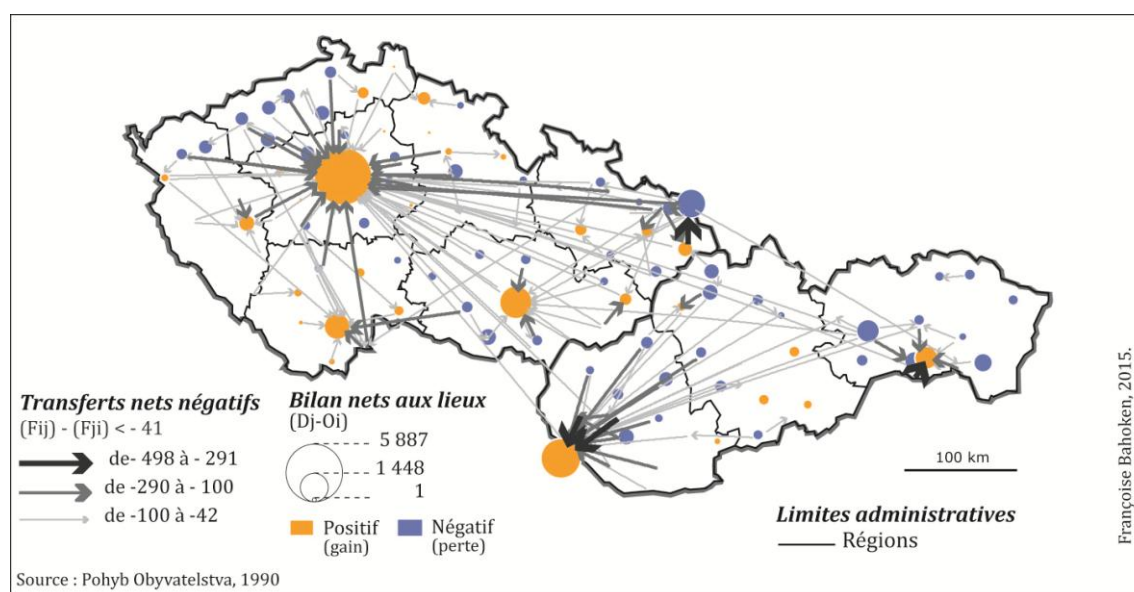 Transferts nets négatifs
(Fij) - (Fji) < - 41
de- 498 à - 291
de -290 à - 100
de -100 à -42
Bilan nets aux lieux
(Dj-Oi)
5 887
1 448
1
Positif
(gain)
Négatif
(perte)
100 km
Limites administratives
Régions
Source : Pohyb Obyvatelstva, 1990
Françoise Bahoken, 2015.